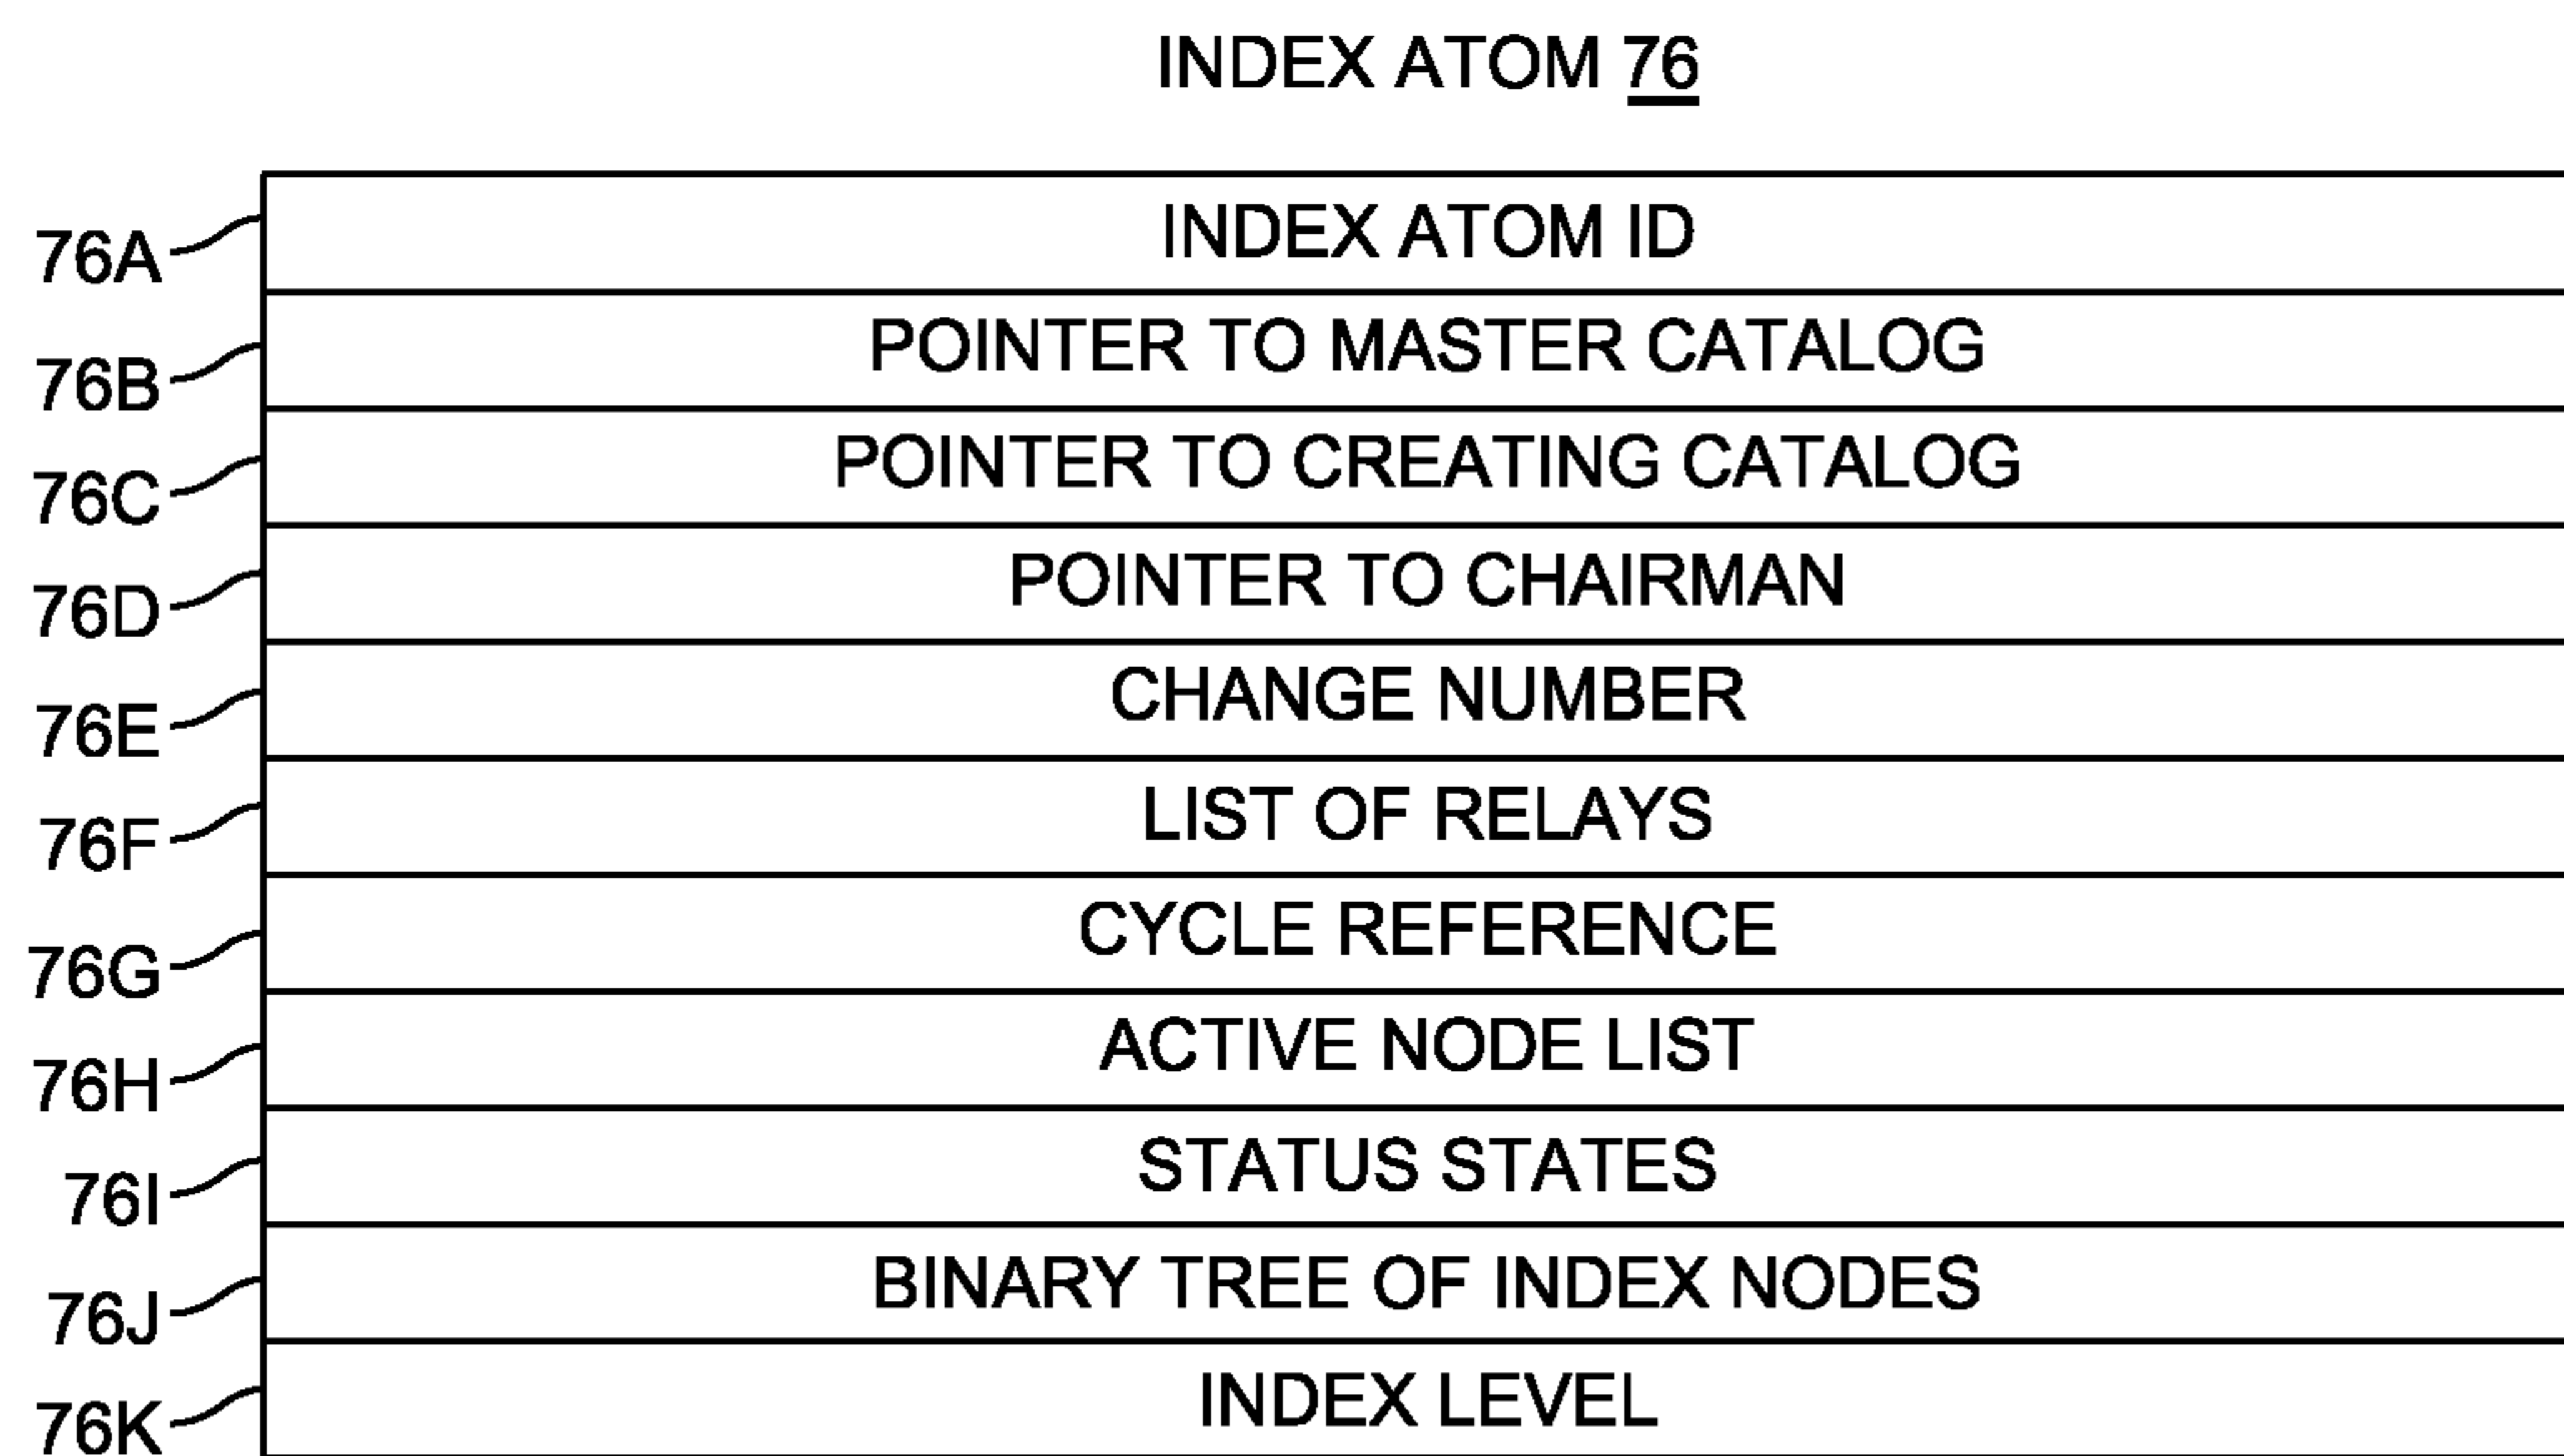 INDEX ATOM 76
76A INDEX ATOM ID
76B POINTER TO MASTER CATALOG
76C POINTER TO CREATING CATALOG
76D POINTER TO CHAIRMAN
76E CHANGE NUMBER
76F LIST OF RELAYS
76G CYCLE REFERENCE
76H ACTIVE NODE LIST
76I STATUS STATES
76J BINARY TREE OF INDEX NODES
76K INDEX LEVEL